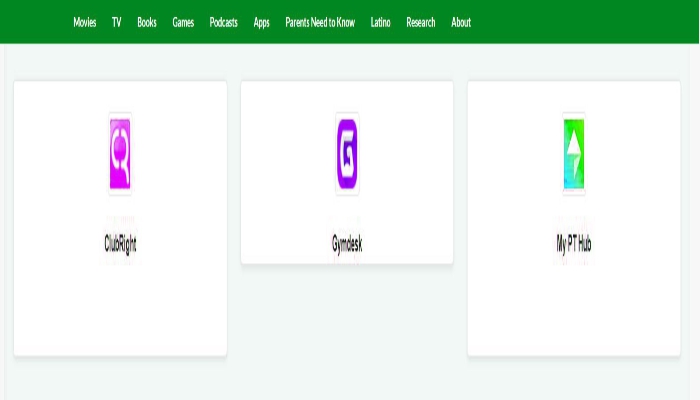 Movies TV Books Games Podcasts Apps Parents Need to Know Latino Research About
ClubRight Gymdesk My PT Hub